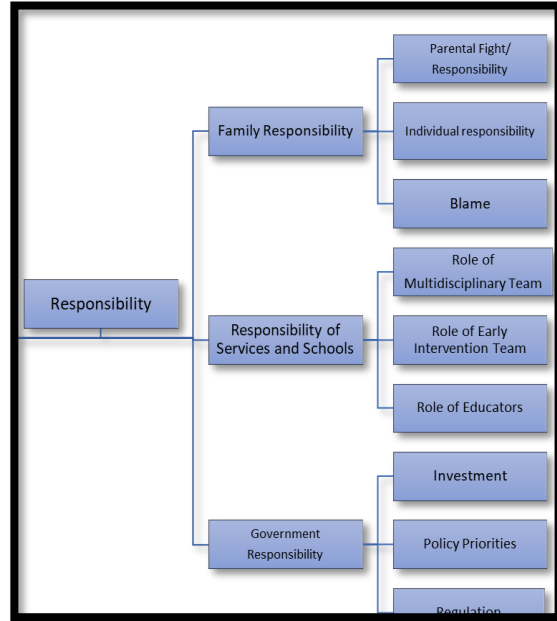 Parental Fight/
Responsibility
Family Responsibility
Individual responsibility
Blame
Responsibility
Role of
Multidisciplinary Team
Responsibility of
Services and Schools
Role of Early
Intervention Team
Role of Educators
Investment
Government
Responsibility
Policy Priorities
Regulation